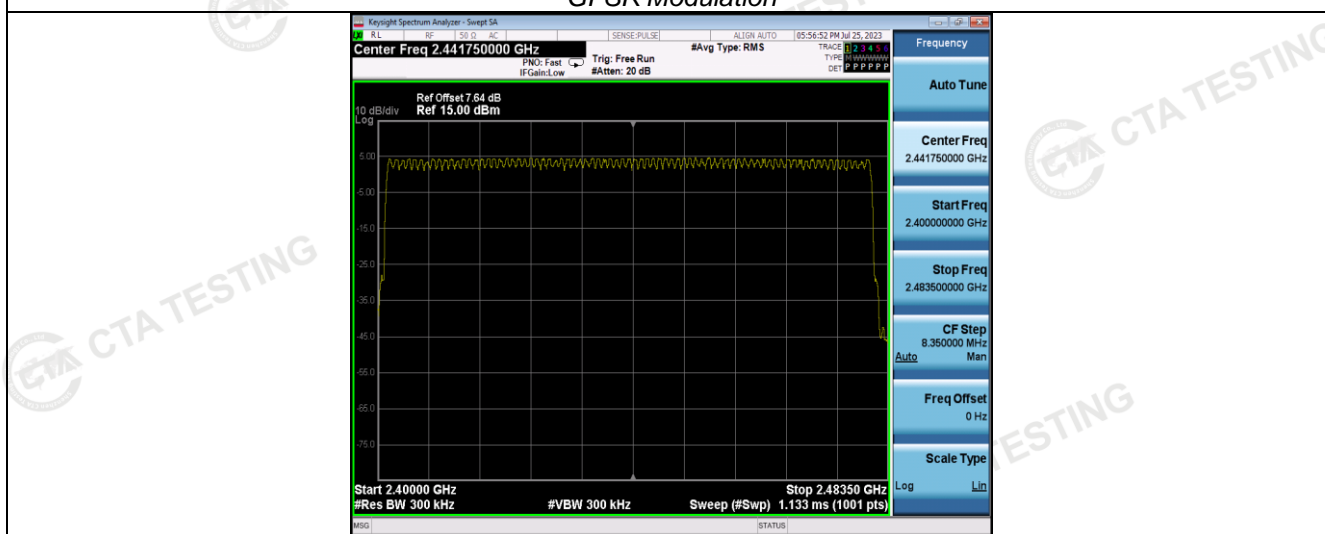 GFSK Modulation
Keysight Spectrum Analyzer - Swept SA
RL RF 50 Ω AC SENSE:PULSE ALIGN AUTO 05:56:52 PM Jul 25, 2023
Center Freq 2.441750000 GHz
PNO: Fast
IFGain:Low
Trig: Free Run
#Atten: 20 dB
#Avg Type: RMS
TRACE 1 2 3 4 5 6
TYPE M WWWWW
DET P P P P P P
Frequency
Auto Tune
Ref Offset 7.64 dB
10 dB/div Ref 15.00 dBm
Log
5.00
-5.00
-15.0
-25.0
-35.0
-45.0
-55.0
-65.0
-75.0
Center Freq
2.441750000 GHz
Start Freq
2.400000000 GHz
Stop Freq
2.483500000 GHz
CF Step
8.350000 MHz
Auto Man
Freq Offset
0 Hz
Scale Type
Log Lin
Start 2.40000 GHz Stop 2.48350 GHz
#Res BW 300 kHz #VBW 300 kHz Sweep (#Swp) 1.133 ms (1001 pts)
MSG STATUS
CTA TESTING
CTA TESTING
TESTING